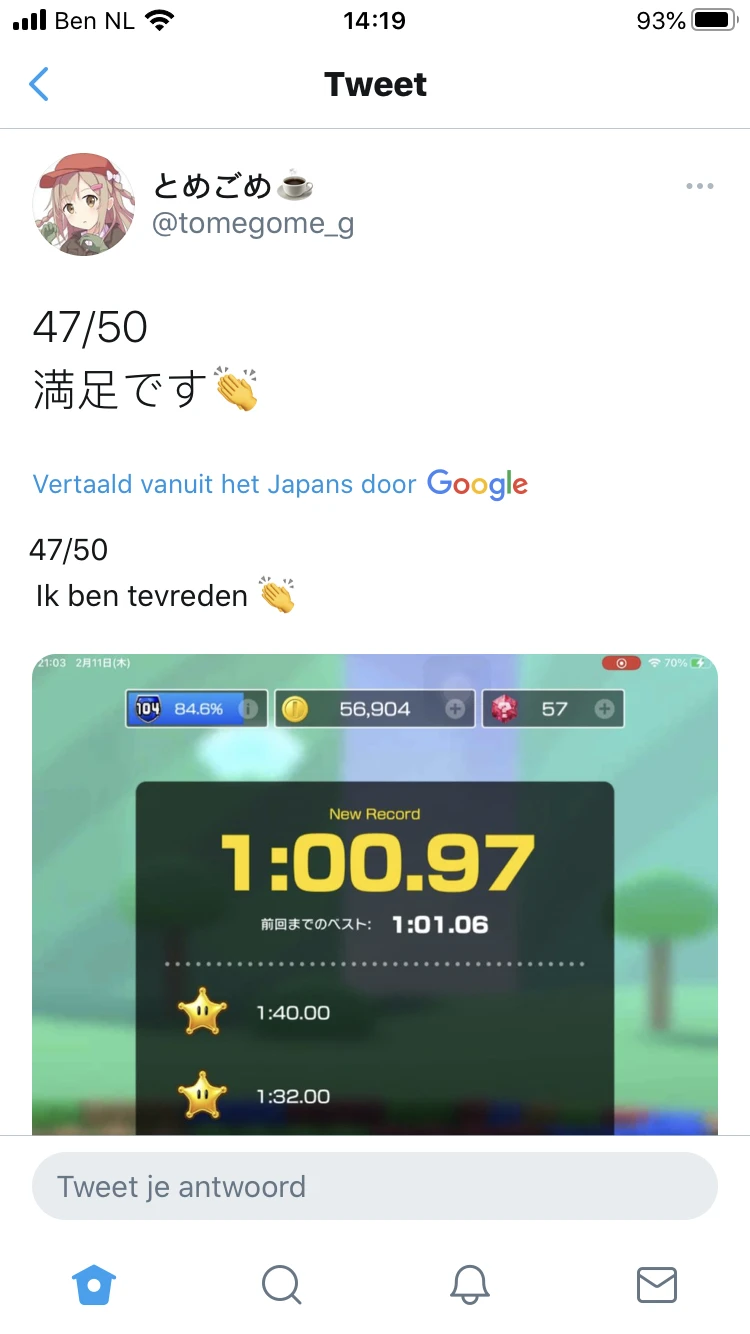 Ben NL 14:19 93%
Tweet
とめごめ☕
@tomegome_g
47/50
満足です👏
Vertaald vanuit het Japans door Google
47/50
Ik ben tevreden 👏
21:03 2月11日(木) 70%
104 84.6% 56,904 57
New Record
1:00.97
前回までのベスト: 1:01.06
1:40.00
1:32.00
Tweet je antwoord